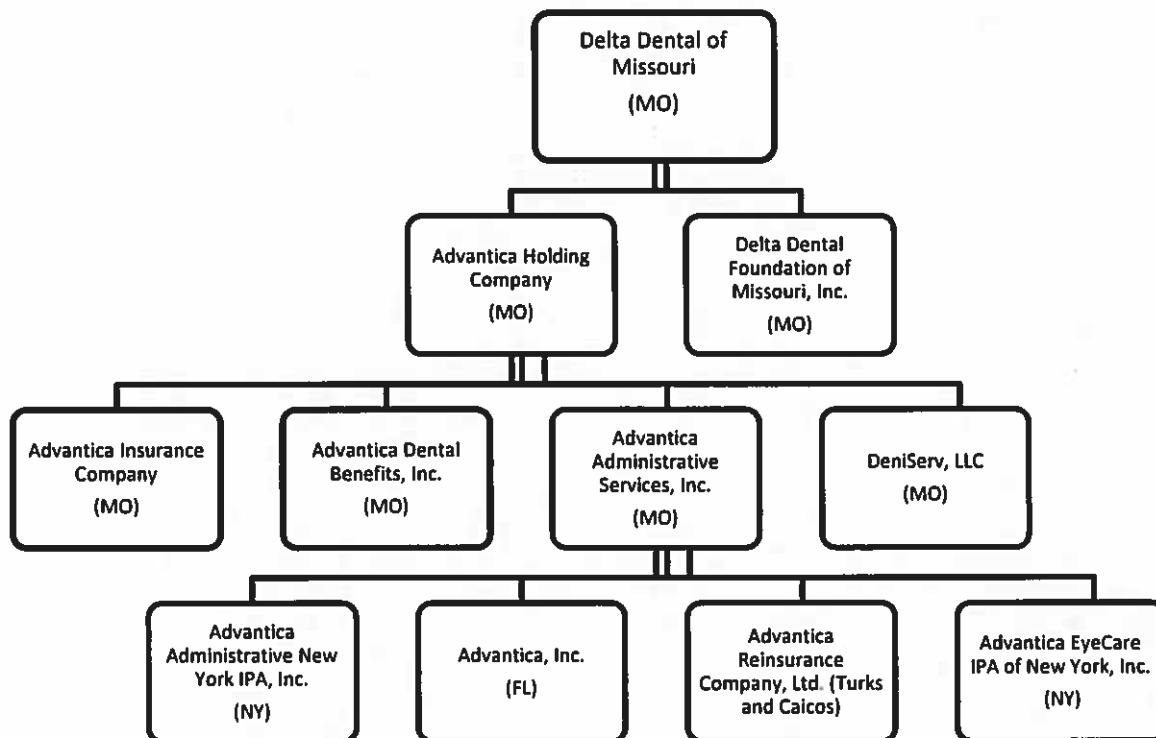 Delta Dental of
Missouri
(MO)
Advantica Holding
Company
(MO)
Delta Dental
Foundation of
Missouri, Inc.
(MO)
Advantica Insurance
Company
(MO)
Advantica Dental
Benefits, Inc.
(MO)
Advantica
Administrative
Services, Inc.
(MO)
DeniServ, LLC
(MO)
Advantica
Administrative New
York IPA, Inc.
(NY)
Advantica, Inc.
(FL)
Advantica
Reinsurance
Company, Ltd. (Turks
and Caicos)
Advantica EyeCare
IPA of New York, Inc.
(NY)